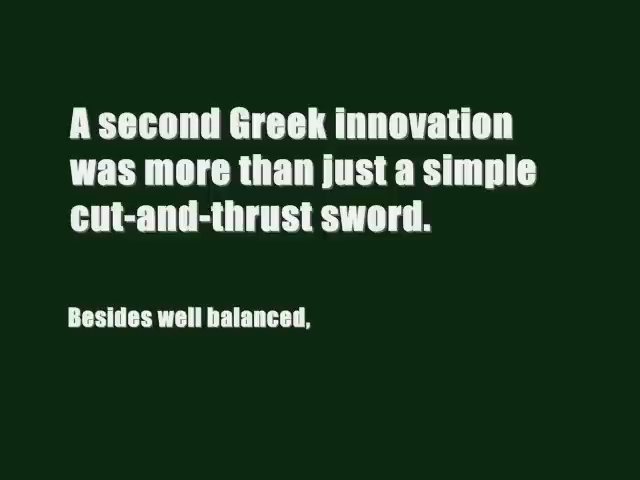 A second Greek innovation
was more than just a simple
cut-and-thrust sword.
Besides well balanced,